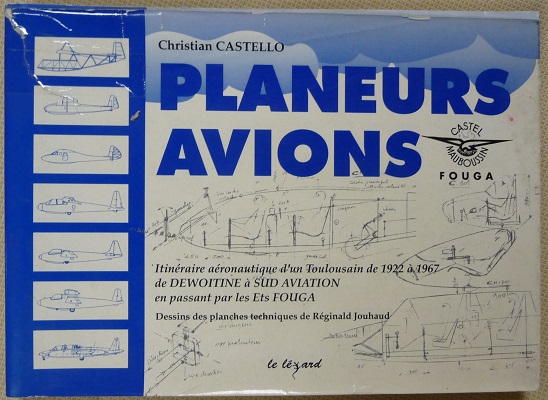 Christian CASTELLO
PLANEURS
AVIONS
CASTEL
MAUBOUSSIN
FOUGA
Itinéraire aéronautique d'un Toulousain de 1922 à 1967
de DEWOITINE à SUD AVIATION
en passant par les Ets FOUGA
Dessins des planches techniques de Réginald Jouhaud
le lézard